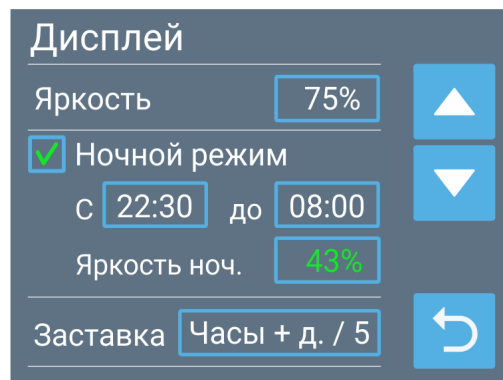 Дисплей
Яркость 75%
Ночной режим
С 22:30 до 08:00
Яркость ноч. 43%
Заставка Часы + д. / 5